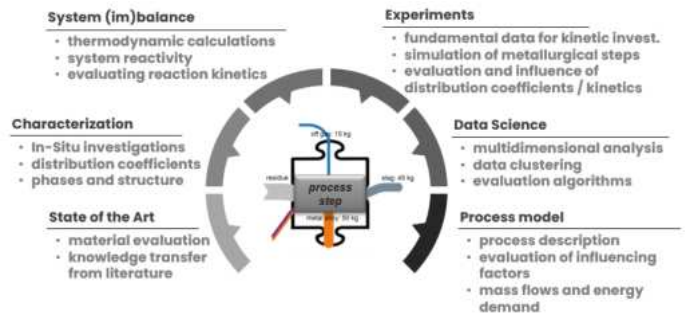 System (im)balance
· thermodynamic calculations
· system reactivity
· evaluating reaction kinetics
Experiments
· fundamental data for kinetic invest.
· simulation of metallurgical steps
· evaluation and influence of
distribution coefficients / kinetics
Characterization
· In-Situ investigations
· distribution coefficients
· phases and structure
Data Science
· multidimensional analysis
· data clustering
· evaluation algorithms
State of the Art
· material evaluation
· knowledge transfer
from literature
Process model
· process description
· evaluation of influencing
factors
· mass flows and energy
demand
off gas: 15 kg
residue
slag: 45 kg
process
step
metal alloy: 50 kg